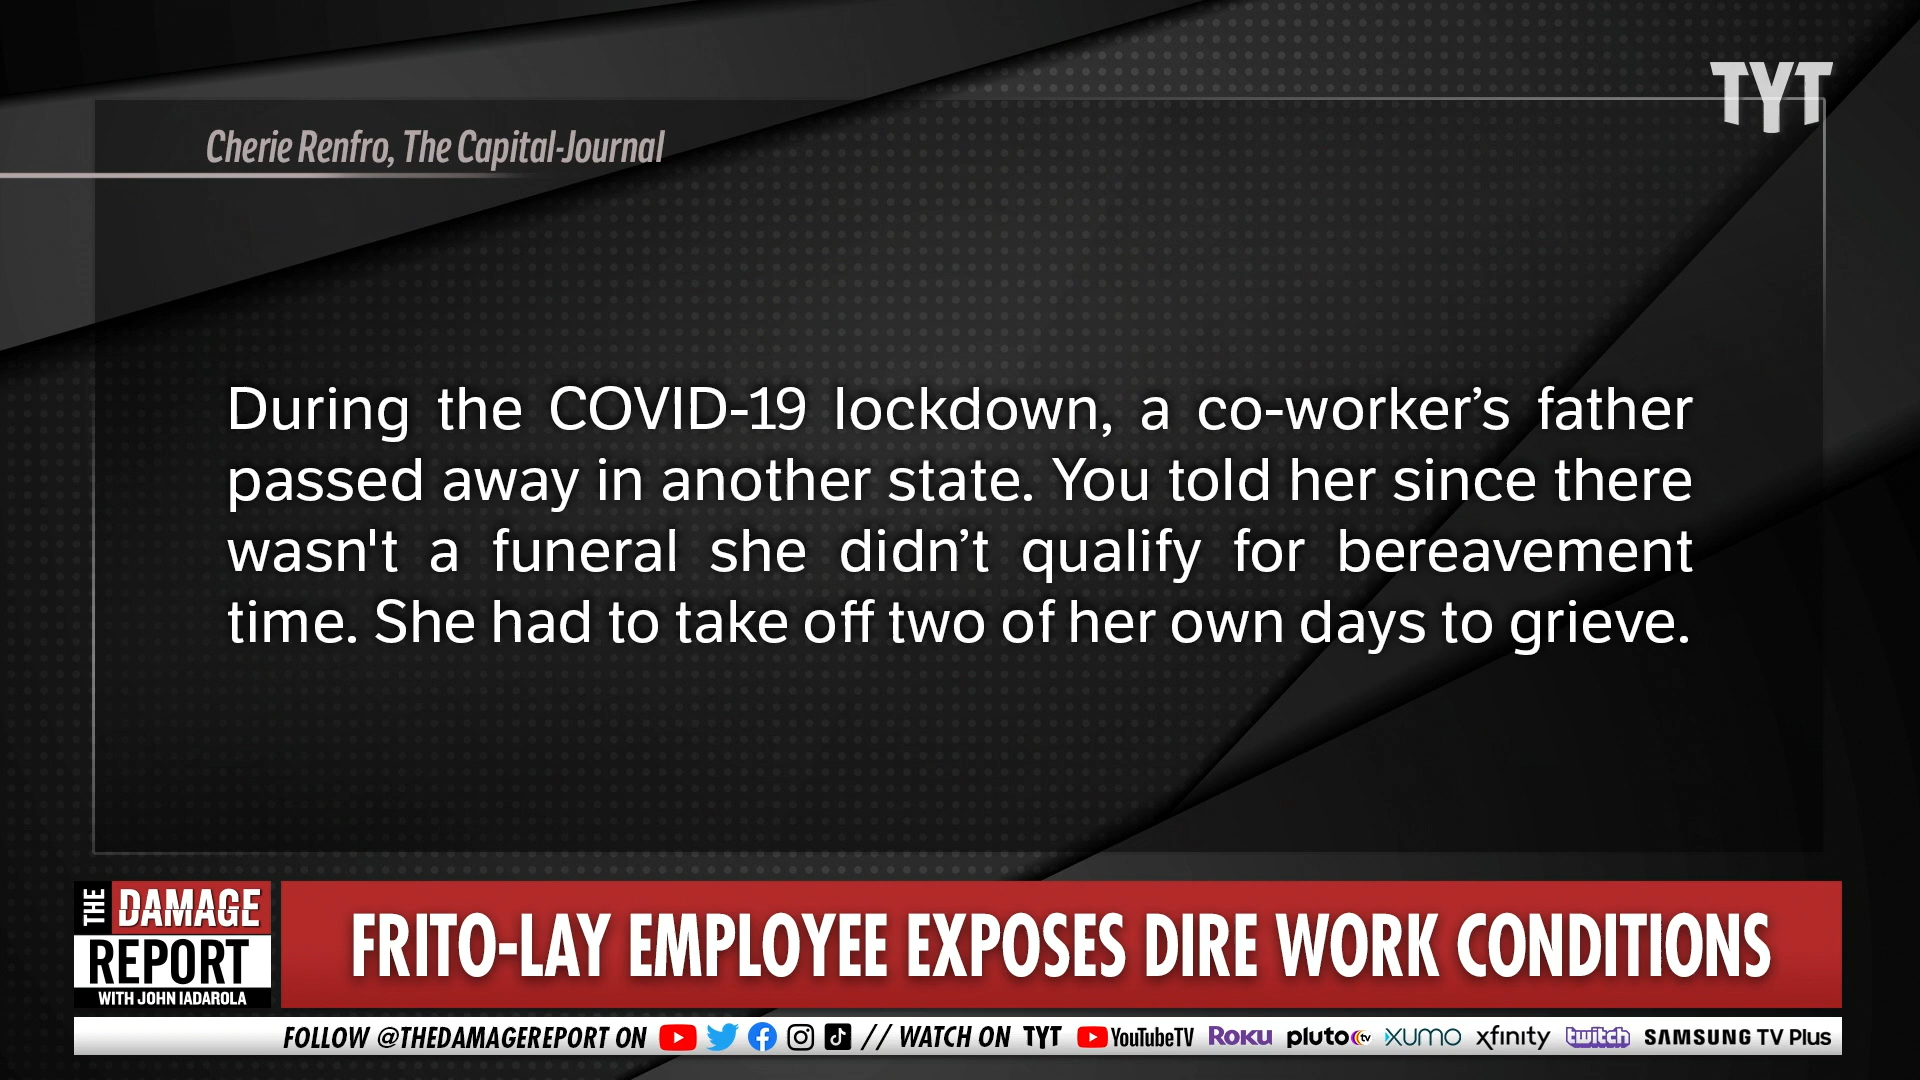 TYT
Cherie Renfro, The Capital-Journal
During the COVID-19 lockdown, a co-worker’s father
passed away in another state. You told her since there
wasn't a funeral she didn’t qualify for bereavement
time. She had to take off two of her own days to grieve.
THE DAMAGE
REPORT
WITH JOHN IADAROLA
FRITO-LAY EMPLOYEE EXPOSES DIRE WORK CONDITIONS
FOLLOW @THEDAMAGEREPORT ON // WATCH ON TYT YouTubeTV ROKU pluto tv XUMO xfinity twitch SAMSUNG TV Plus